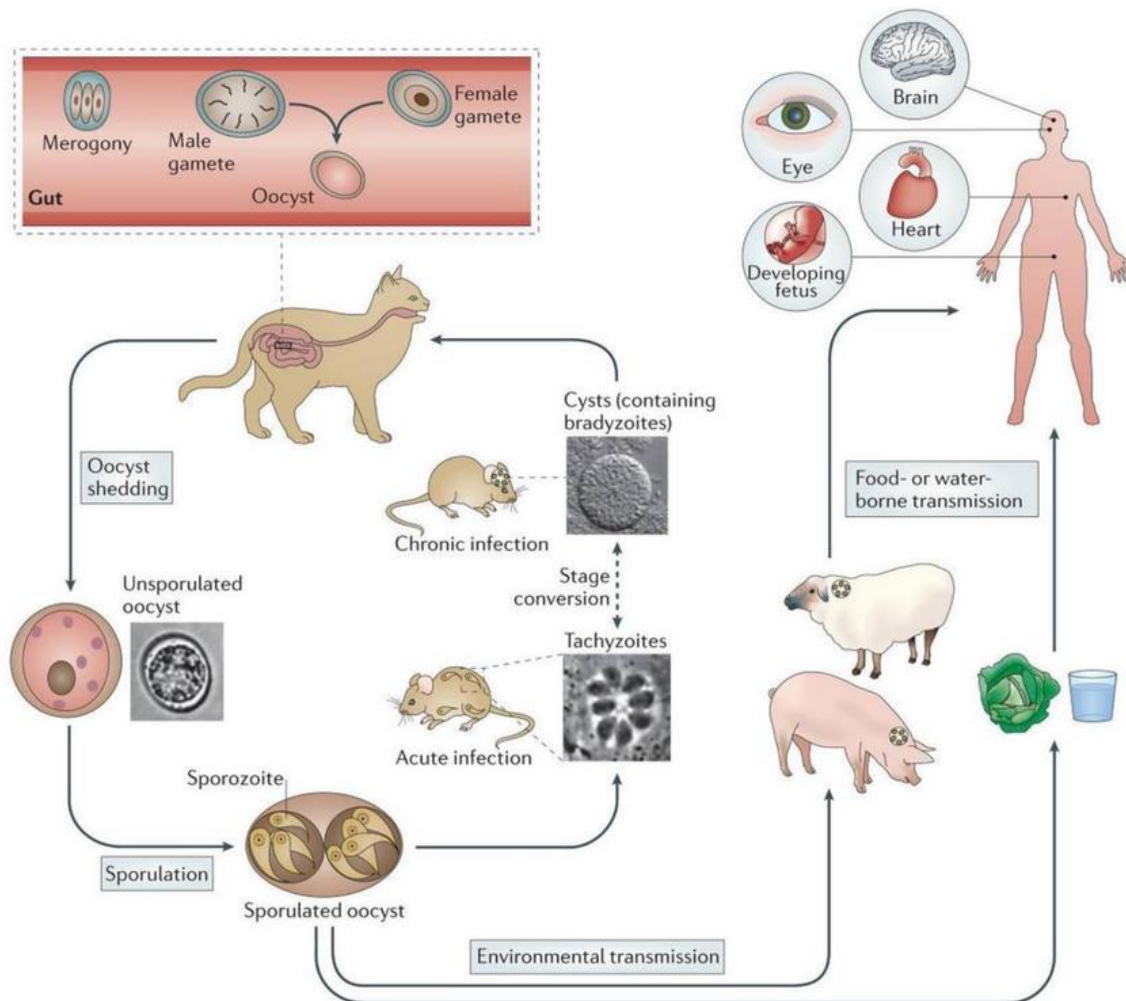 Merogony
Male
gamete
Female
gamete
Oocyst
Gut
Brain
Eye
Heart
Developing
fetus
Oocyst
shedding
Cysts (containing
bradyzoites)
Chronic infection
Stage
conversion
Food- or water-
borne transmission
Unsporulated
oocyst
Tachyzoites
Acute infection
Sporozoite
Sporulation
Sporulated oocyst
Environmental transmission